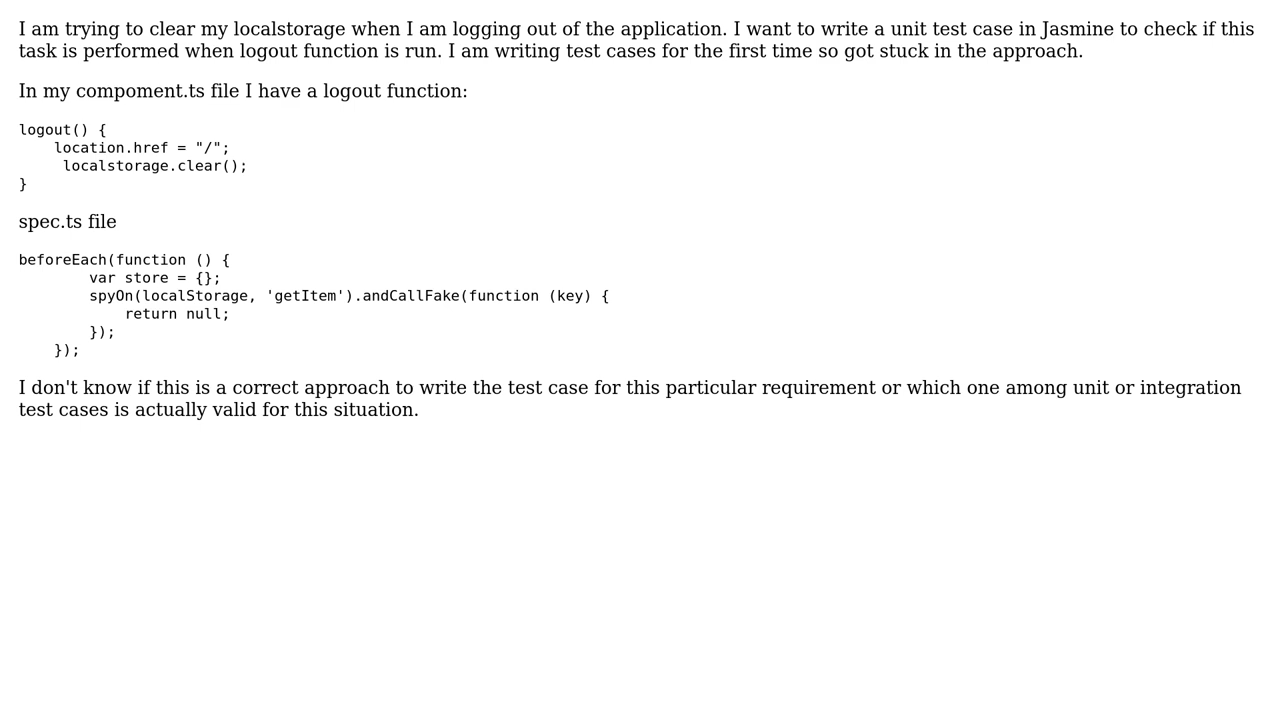 I am trying to clear my localstorage when I am logging out of the application. I want to write a unit test case in Jasmine to check if this
task is performed when logout function is run. I am writing test cases for the first time so got stuck in the approach.
In my compoment.ts file I have a logout function:
logout() {
    location.href = "/";
     localstorage.clear();
}
spec.ts file
beforeEach(function () {
        var store = {};
        spyOn(localStorage, 'getItem').andCallFake(function (key) {
            return null;
        });
    });
I don't know if this is a correct approach to write the test case for this particular requirement or which one among unit or integration
test cases is actually valid for this situation.